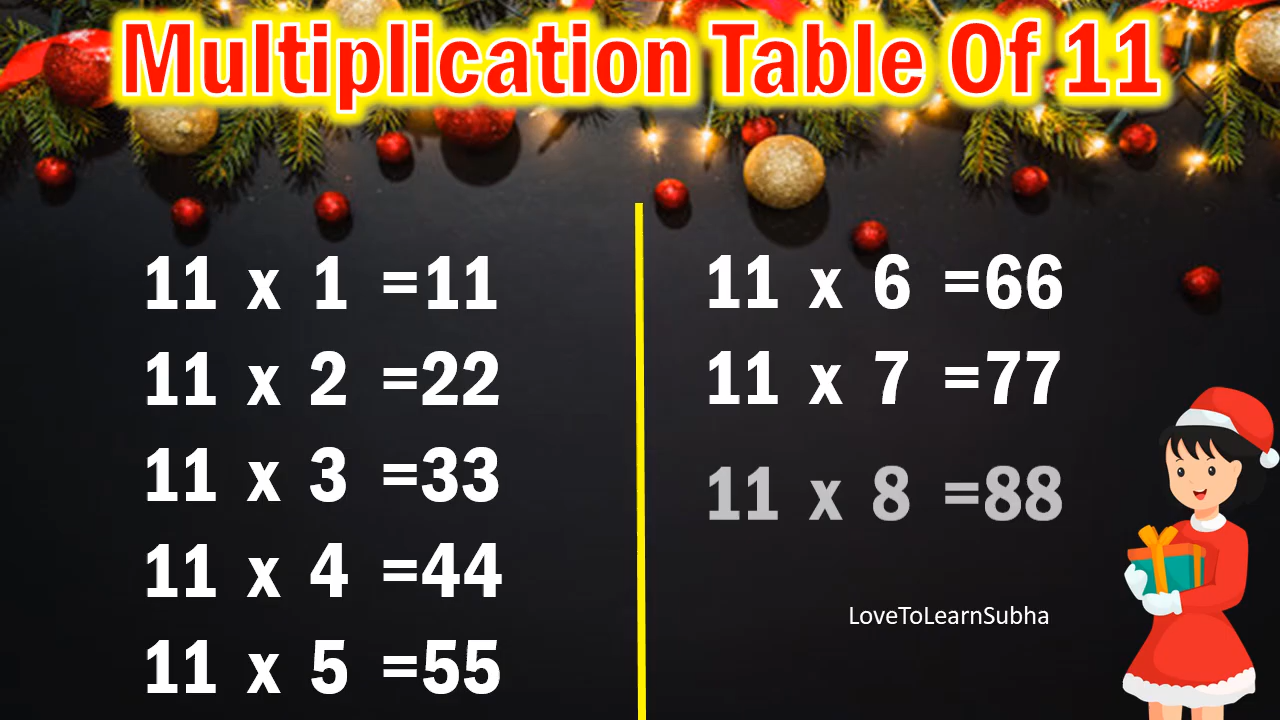 Multiplication Table Of 11
11 x 1 =11
11 x 2 =22
11 x 3 =33
11 x 4 =44
11 x 5 =55
11 x 6 =66
11 x 7 =77
11 x 8 =88
LoveToLearnSubha